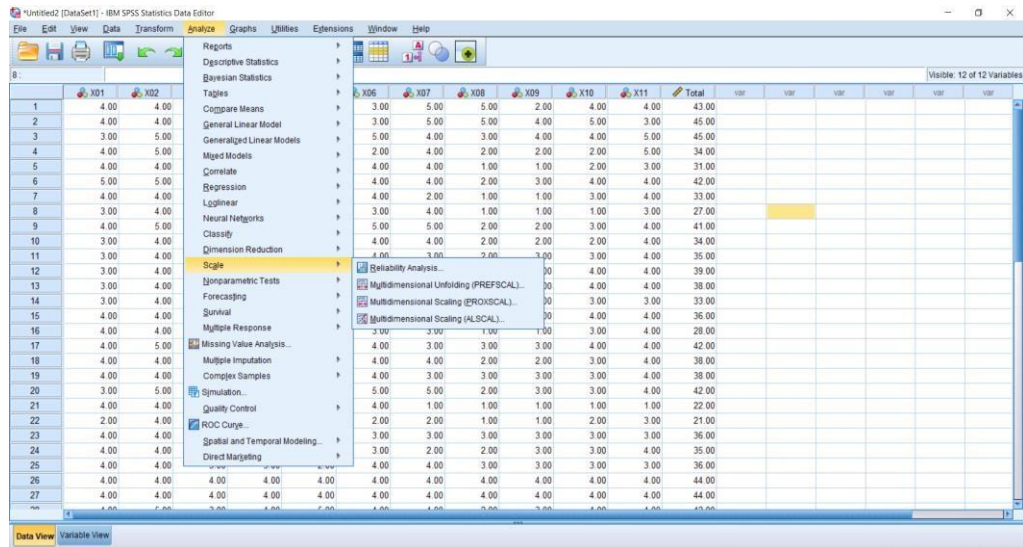 *Untitled2 [DataSet1] - IBM SPSS Statistics Data Editor
File Edit View Data Transform Analyze Graphs Utilities Extensions Window Help
8 :
Visible: 12 of 12 Variables
Reports
Descriptive Statistics
Bayesian Statistics
Tables
Compare Means
General Linear Model
Generalized Linear Models
Mixed Models
Correlate
Regression
Loglinear
Neural Networks
Classify
Dimension Reduction
Scale
Nonparametric Tests
Forecasting
Survival
Multiple Response
Missing Value Analysis...
Multiple Imputation
Complex Samples
Simulation...
Quality Control
ROC Curve...
Spatial and Temporal Modeling...
Direct Marketing
Reliability Analysis...
Multidimensional Unfolding (PREFSCAL)...
Multidimensional Scaling (PROXSCAL)...
Multidimensional Scaling (ALSCAL)...
X01 X02 X06 X07 X08 X09 X10 X11 Total var var var var var
1 4.00 4.00 3.00 5.00 5.00 2.00 4.00 4.00 43.00
2 4.00 4.00 3.00 5.00 5.00 4.00 5.00 3.00 45.00
3 3.00 5.00 5.00 4.00 3.00 4.00 4.00 5.00 45.00
4 4.00 5.00 2.00 4.00 2.00 2.00 2.00 5.00 34.00
5 4.00 4.00 4.00 4.00 1.00 1.00 2.00 3.00 31.00
6 5.00 5.00 4.00 4.00 2.00 3.00 4.00 4.00 42.00
7 4.00 4.00 4.00 2.00 1.00 1.00 3.00 4.00 33.00
8 3.00 4.00 3.00 4.00 1.00 1.00 1.00 3.00 27.00
9 4.00 5.00 5.00 5.00 2.00 2.00 3.00 4.00 41.00
10 3.00 4.00 4.00 4.00 2.00 2.00 2.00 4.00 34.00
11 3.00 4.00 4.00 3.00 2.00 3.00 3.00 4.00 35.00
12 3.00 4.00 4.00 4.00 39.00
13 3.00 4.00 4.00 4.00 38.00
14 3.00 4.00 3.00 3.00 33.00
15 4.00 4.00 4.00 4.00 36.00
16 4.00 4.00 3.00 3.00 1.00 1.00 3.00 4.00 28.00
17 4.00 5.00 4.00 3.00 3.00 3.00 4.00 4.00 42.00
18 4.00 4.00 4.00 4.00 2.00 2.00 3.00 4.00 38.00
19 4.00 4.00 4.00 3.00 3.00 3.00 3.00 4.00 38.00
20 3.00 5.00 5.00 5.00 2.00 3.00 3.00 4.00 42.00
21 4.00 4.00 4.00 1.00 1.00 1.00 1.00 1.00 22.00
22 2.00 4.00 2.00 2.00 1.00 1.00 2.00 3.00 21.00
23 4.00 4.00 3.00 3.00 3.00 3.00 3.00 3.00 36.00
24 4.00 4.00 3.00 2.00 2.00 3.00 3.00 4.00 35.00
25 4.00 4.00 4.00 4.00 3.00 3.00 3.00 3.00 36.00
26 4.00 4.00 4.00 4.00 4.00 4.00 4.00 4.00 4.00 4.00 4.00 44.00
27 4.00 4.00 4.00 4.00 4.00 4.00 4.00 4.00 4.00 4.00 4.00 44.00
Data View Variable View